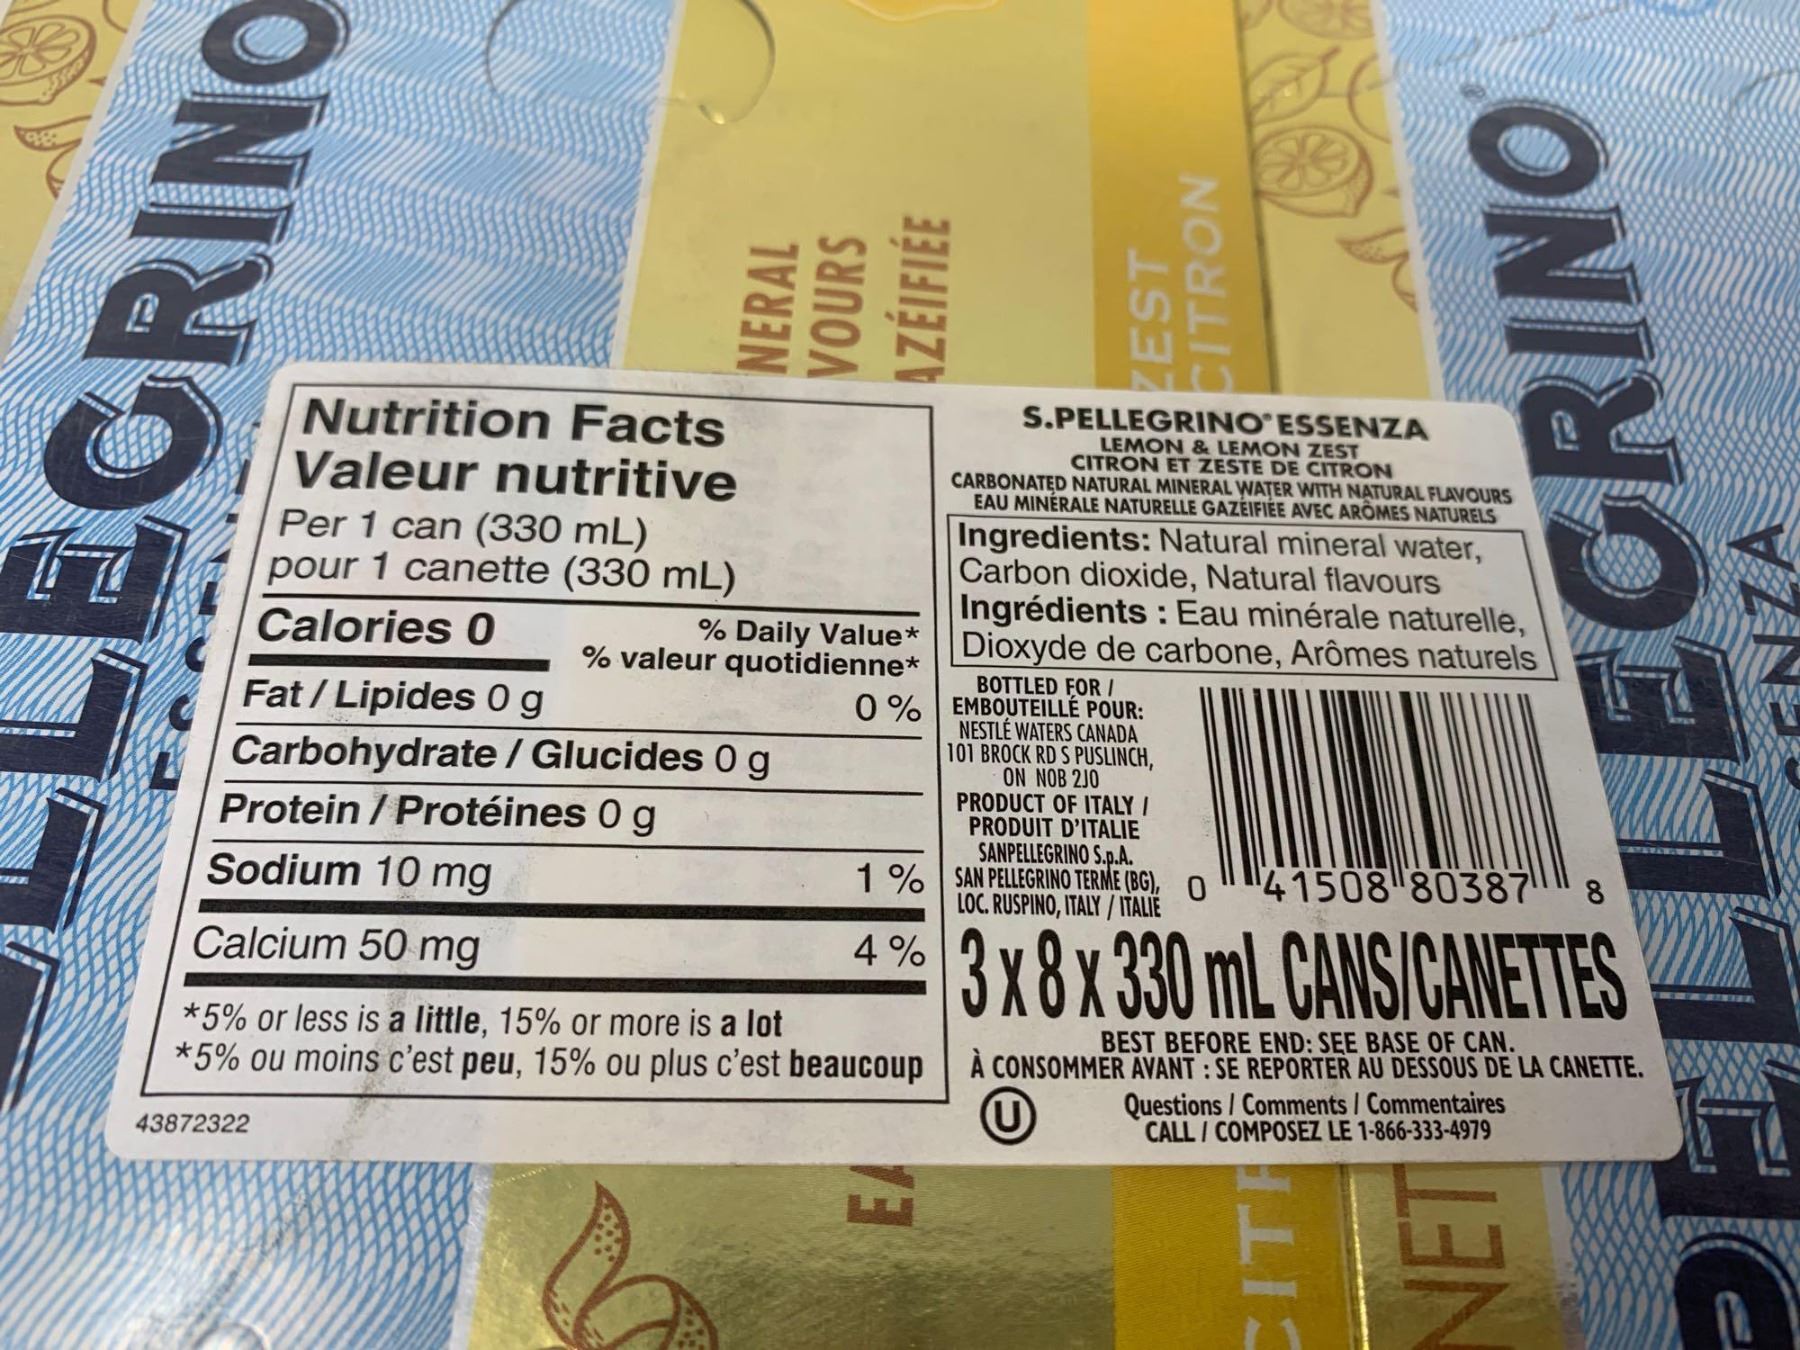 PELLEGRINO
ESSENZA
NERAL
VOURS
AZÉIFIÉE
ZEST
CITRON
PELLEGRINO®
ESSENZA
Nutrition Facts
Valeur nutritive
Per 1 can (330 mL)
pour 1 canette (330 mL)
Calories 0
% Daily Value*
% valeur quotidienne*
Fat / Lipides 0 g 0 %
Carbohydrate / Glucides 0 g
Protein / Protéines 0 g
Sodium 10 mg 1 %
Calcium 50 mg 4 %
*5% or less is a little, 15% or more is a lot
*5% ou moins c'est peu, 15% ou plus c'est beaucoup
43872322
S.PELLEGRINO® ESSENZA
LEMON & LEMON ZEST
CITRON ET ZESTE DE CITRON
CARBONATED NATURAL MINERAL WATER WITH NATURAL FLAVOURS
EAU MINÉRALE NATURELLE GAZÉIFIÉE AVEC ARÔMES NATURELS
Ingredients: Natural mineral water,
Carbon dioxide, Natural flavours
Ingrédients : Eau minérale naturelle,
Dioxyde de carbone, Arômes naturels
BOTTLED FOR /
EMBOUTEILLÉ POUR:
NESTLÉ WATERS CANADA
101 BROCK RD S PUSLINCH,
ON N0B 2J0
PRODUCT OF ITALY /
PRODUIT D'ITALIE
SANPELLEGRINO S.p.A.
SAN PELLEGRINO TERME (BG),
LOC. RUSPINO, ITALY / ITALIE
0 41508 80387 8
3 x 8 x 330 mL CANS/CANETTES
BEST BEFORE END: SEE BASE OF CAN.
À CONSOMMER AVANT : SE REPORTER AU DESSOUS DE LA CANETTE.
U
Questions / Comments / Commentaires
CALL / COMPOSEZ LE 1-866-333-4979
EA
CITR
NET